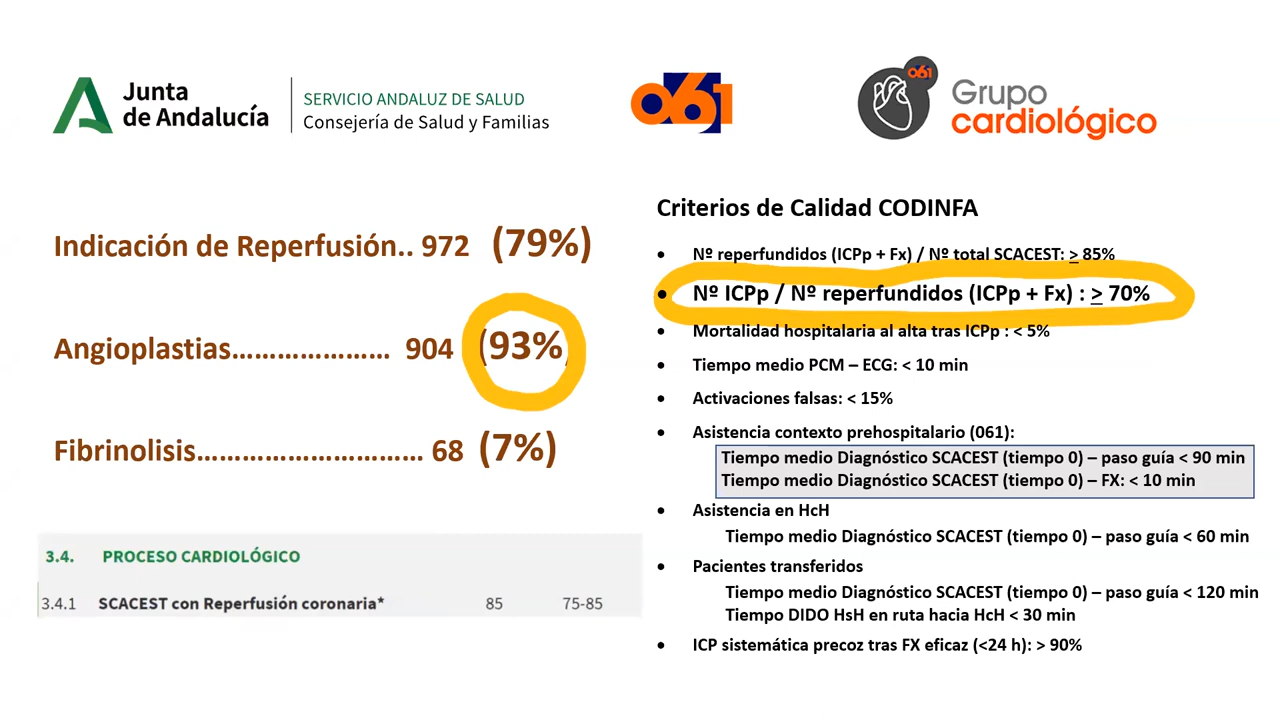 Junta
de Andalucía
SERVICIO ANDALUZ DE SALUD
Consejería de Salud y Familias
061
061
Grupo
cardiológico
Indicación de Reperfusión.. 972 (79%)
Angioplastias………………… 904 (93%)
Fibrinolisis………………………… 68 (7%)
3.4. PROCESO CARDIOLÓGICO
3.4.1 SCACEST con Reperfusión coronaria* 85 75-85
Criterios de Calidad CODINFA
• Nº reperfundidos (ICPp + Fx) / Nº total SCACEST: ≥ 85%
• Nº ICPp / Nº reperfundidos (ICPp + Fx) : ≥ 70%
• Mortalidad hospitalaria al alta tras ICPp : < 5%
• Tiempo medio PCM – ECG: < 10 min
• Activaciones falsas: < 15%
• Asistencia contexto prehospitalario (061):
Tiempo medio Diagnóstico SCACEST (tiempo 0) – paso guía < 90 min
Tiempo medio Diagnóstico SCACEST (tiempo 0) – FX: < 10 min
• Asistencia en HcH
Tiempo medio Diagnóstico SCACEST (tiempo 0) – paso guía < 60 min
• Pacientes transferidos
Tiempo medio Diagnóstico SCACEST (tiempo 0) – paso guía < 120 min
Tiempo DIDO HsH en ruta hacia HcH < 30 min
• ICP sistemática precoz tras FX eficaz (<24 h): > 90%